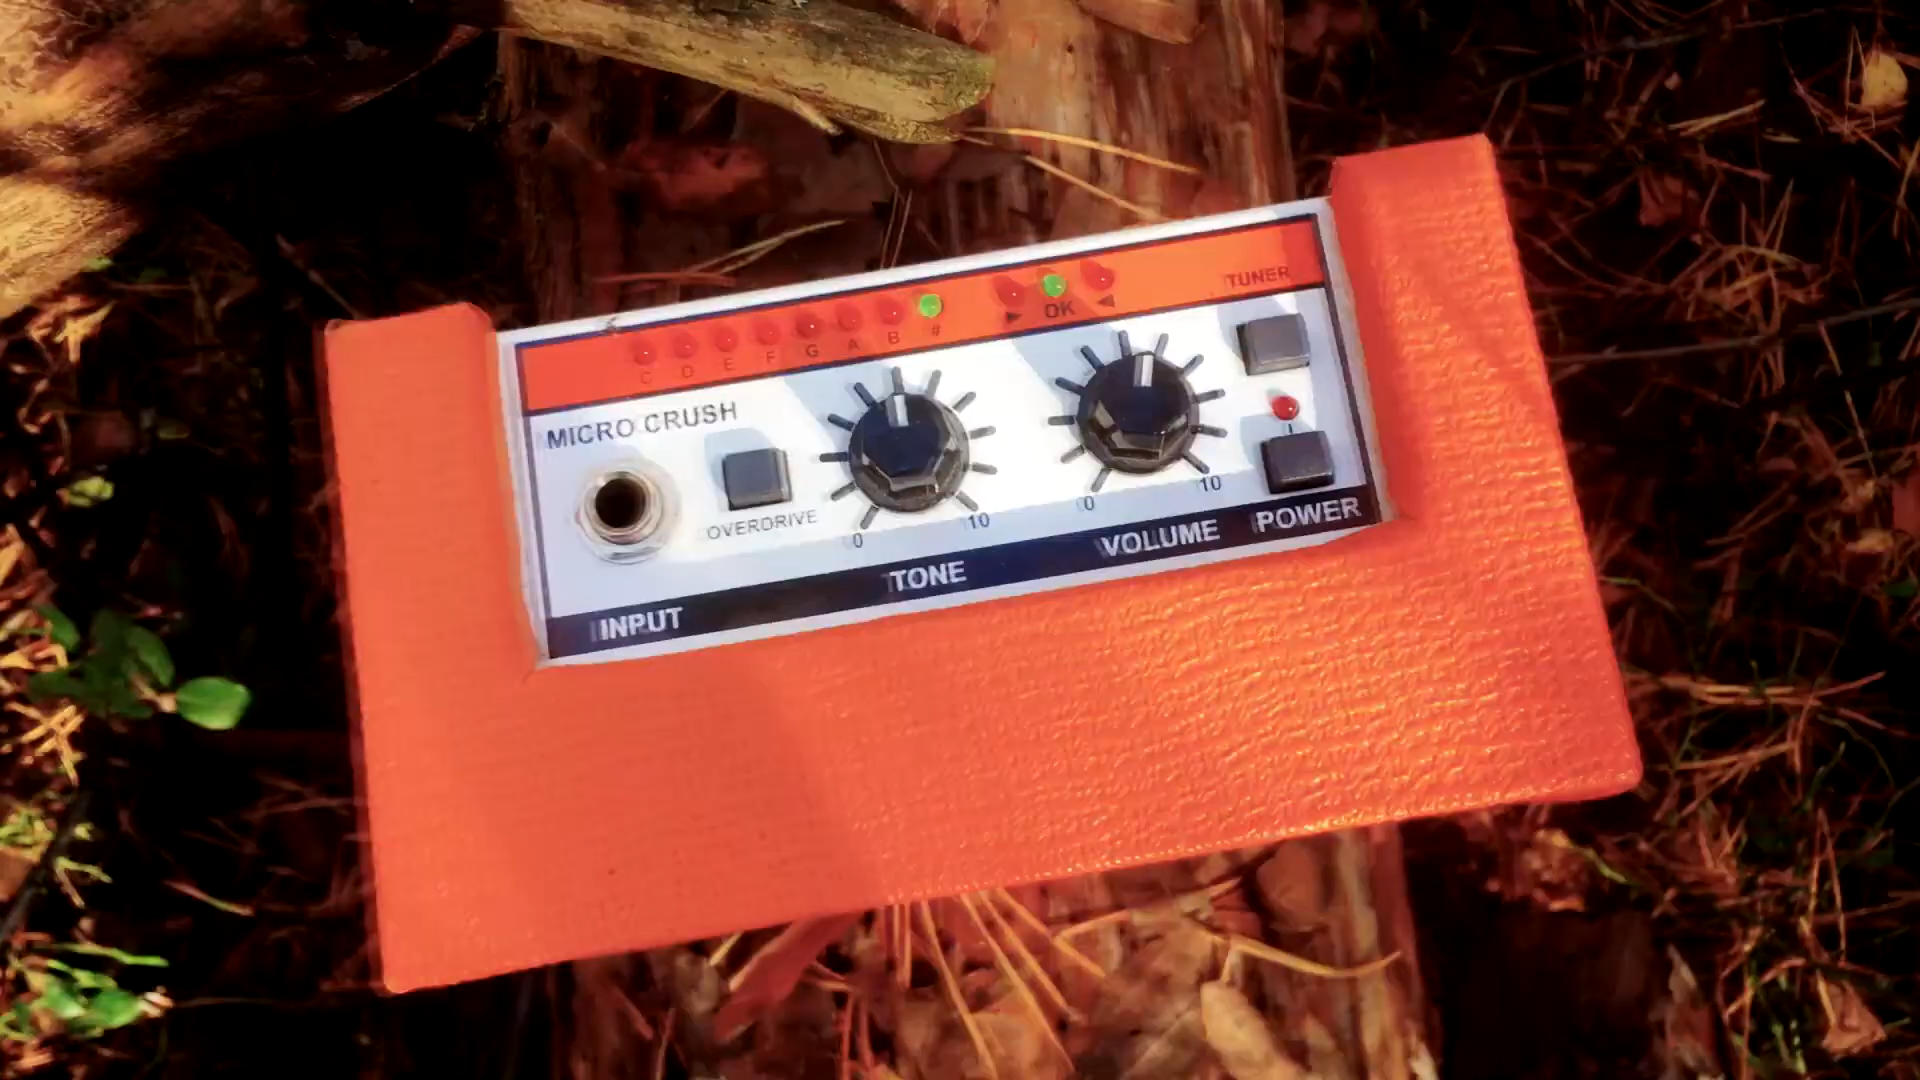 TUNER
C D E F G A B # ► OK ◄
MICRO CRUSH
OVERDRIVE
0 10
0 10
INPUT TONE VOLUME POWER